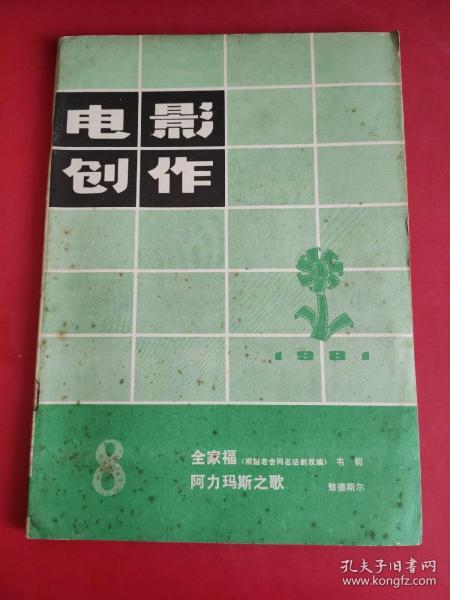 电影
创作
1981
8
全家福（根据老舍同名话剧改编） 韦萌
阿力玛斯之歌 敖德斯尔
孔夫子旧书网
www.kongfz.com